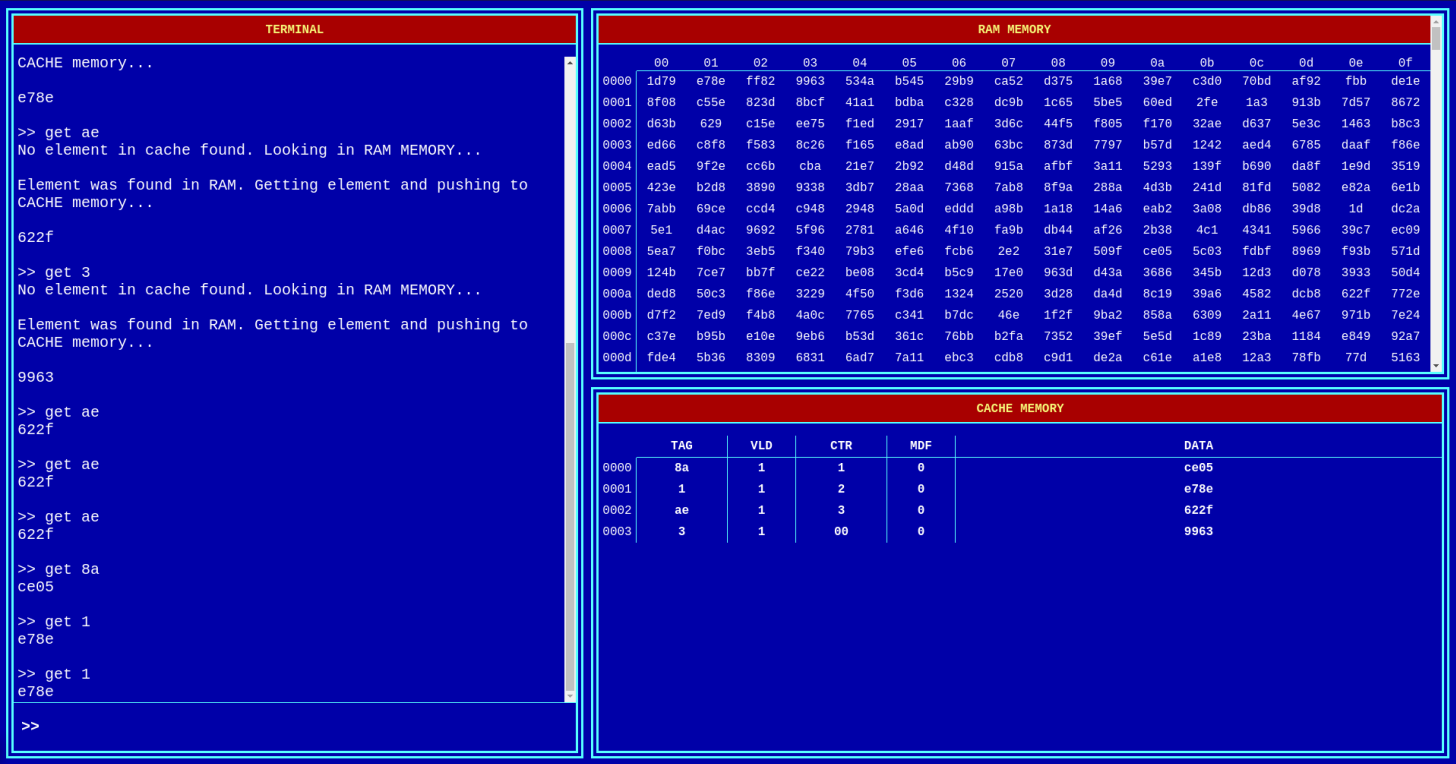 TERMINAL
CACHE memory...
e78e
>> get ae
No element in cache found. Looking in RAM MEMORY...
Element was found in RAM. Getting element and pushing to
CACHE memory...
622f
>> get 3
No element in cache found. Looking in RAM MEMORY...
Element was found in RAM. Getting element and pushing to
CACHE memory...
9963
>> get ae
622f
>> get ae
622f
>> get ae
622f
>> get 8a
ce05
>> get 1
e78e
>> get 1
e78e
>>
RAM MEMORY
00 01 02 03 04 05 06 07 08 09 0a 0b 0c 0d 0e 0f
0000 1d79 e78e ff82 9963 534a b545 29b9 ca52 d375 1a68 39e7 c3d0 70bd af92 fbb de1e
0001 8f08 c55e 823d 8bcf 41a1 bdba c328 dc9b 1c65 5be5 60ed 2fe 1a3 913b 7d57 8672
0002 d63b 629 c15e ee75 f1ed 2917 1aaf 3d6c 44f5 f805 f170 32ae d637 5e3c 1463 b8c3
0003 ed66 c8f8 f583 8c26 f165 e8ad ab90 63bc 873d 7797 b57d 1242 aed4 6785 daaf f86e
0004 ead5 9f2e cc6b cba 21e7 2b92 d48d 915a afbf 3a11 5293 139f b690 da8f 1e9d 3519
0005 423e b2d8 3890 9338 3db7 28aa 7368 7ab8 8f9a 288a 4d3b 241d 81fd 5082 e82a 6e1b
0006 7abb 69ce ccd4 c948 2948 5a0d eddd a98b 1a18 14a6 eab2 3a08 db86 39d8 1d dc2a
0007 5e1 d4ac 9692 5f96 2781 a646 4f10 fa9b db44 af26 2b38 4c1 4341 5966 39c7 ec09
0008 5ea7 f0bc 3eb5 f340 79b3 efe6 fcb6 2e2 31e7 509f ce05 5c03 fdbf 8969 f93b 571d
0009 124b 7ce7 bb7f ce22 be08 3cd4 b5c9 17e0 963d d43a 3686 345b 12d3 d078 3933 50d4
000a ded8 50c3 f86e 3229 4f50 f3d6 1324 2520 3d28 da4d 8c19 39a6 4582 dcb8 622f 772e
000b d7f2 7ed9 f4b8 4a0c 7765 c341 b7dc 46e 1f2f 9ba2 858a 6309 2a11 4e67 971b 7e24
000c c37e b95b e10e 9eb6 b53d 361c 76bb b2fa 7352 39ef 5e5d 1c89 23ba 1184 e849 92a7
000d fde4 5b36 8309 6831 6ad7 7a11 ebc3 cdb8 c9d1 de2a c61e a1e8 12a3 78fb 77d 5163
CACHE MEMORY
TAG VLD CTR MDF DATA
0000 8a 1 1 0 ce05
0001 1 1 2 0 e78e
0002 ae 1 3 0 622f
0003 3 1 00 0 9963